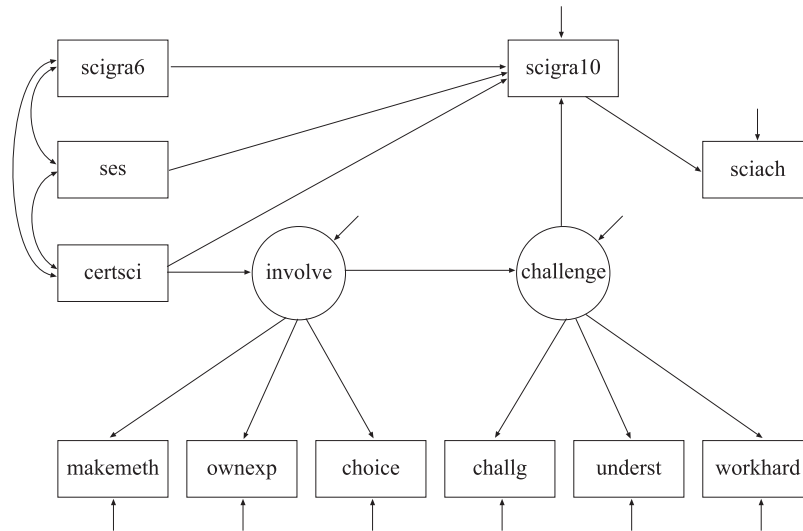 scigra6
scigra10
ses
sciach
certsci
involve
challenge
makemeth
ownexp
choice
challg
underst
workhard